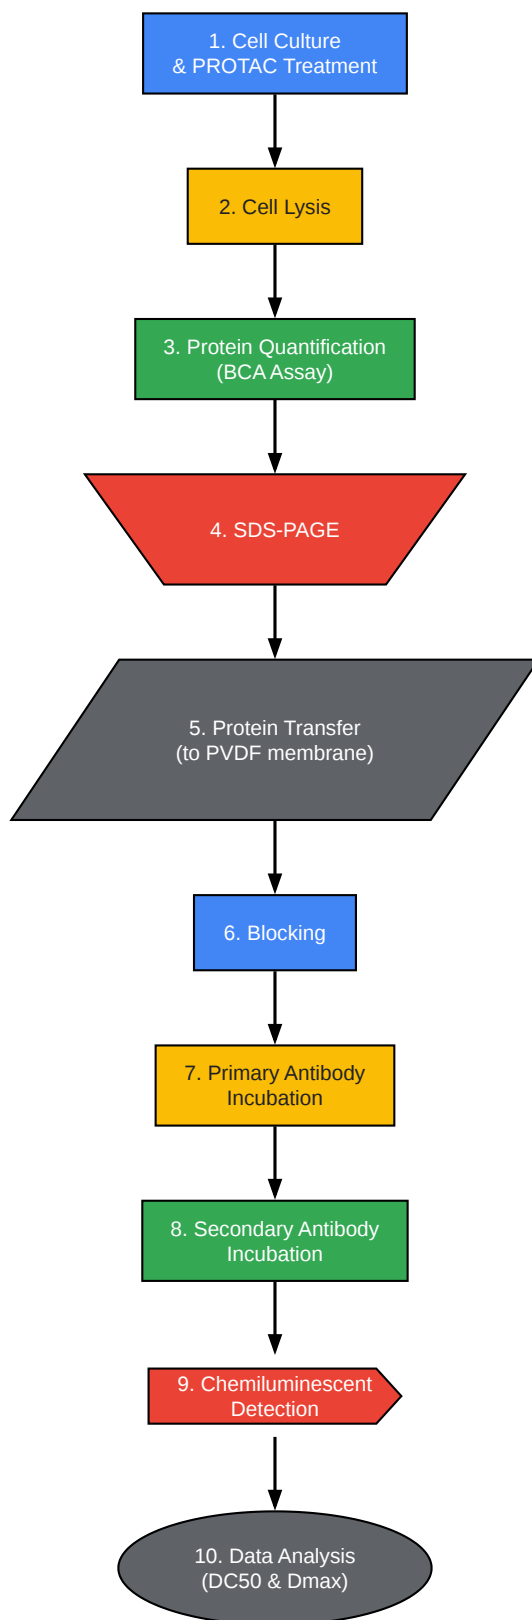 1. Cell Culture
& PROTAC Treatment
2. Cell Lysis
3. Protein Quantification
(BCA Assay)
4. SDS-PAGE
5. Protein Transfer
(to PVDF membrane)
6. Blocking
7. Primary Antibody
Incubation
8. Secondary Antibody
Incubation
9. Chemiluminescent
Detection
10. Data Analysis
(DC50 & Dmax)